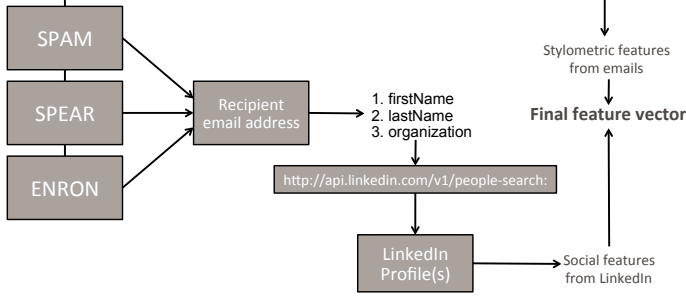 SPAM
SPEAR
ENRON
Recipient
email address
1. firstName
2. lastName
3. organization
http://api.linkedin.com/v1/people-search:
LinkedIn
Profile(s)
Stylometric features
from emails
Final feature vector
Social features
from LinkedIn